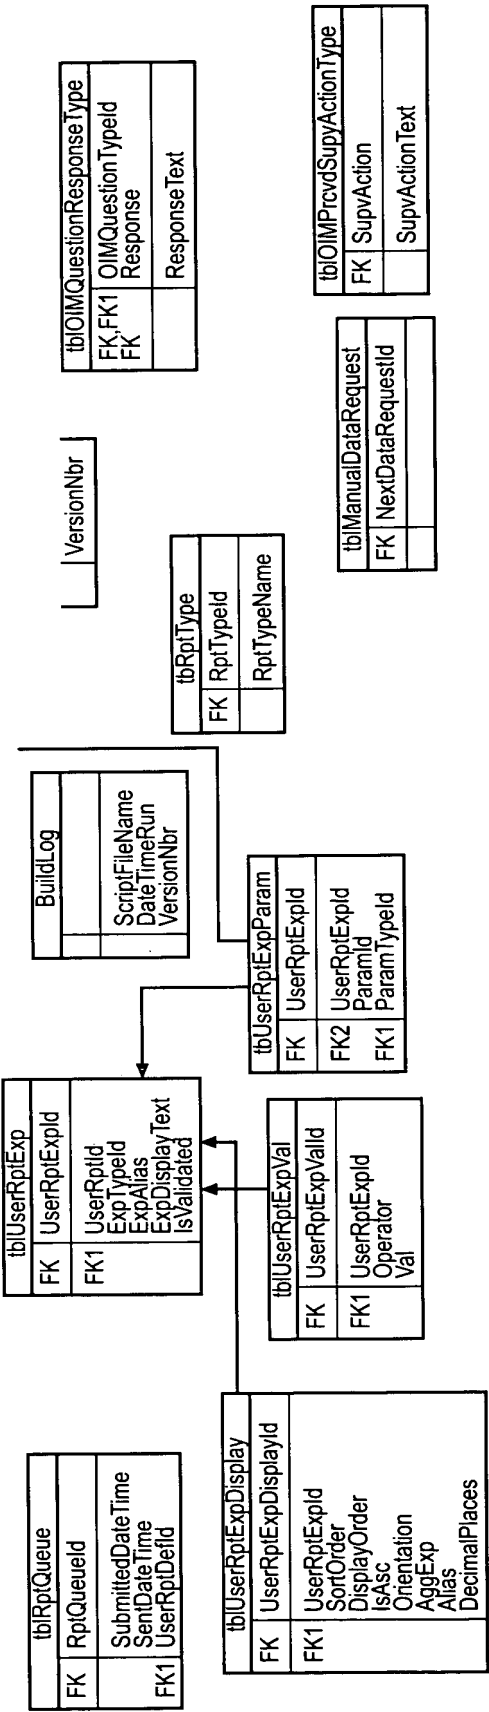 tblRptQueue
FK RptQueueId
SubmittedDateTime
SentDateTime
FK1 UserRptDefId
tblUserRptExp
FK UserRptExpId
FK1 UserRptId
ExpTypeId
ExpAlias
ExpDisplayText
IsValidated
BuildLog
ScriptFileName
DateTimeRun
VersionNbr
VersionNbr
tblOIMQuestionResponseType
FK,FK1 OIMQuestionTypeId
FK Response
ResponseText
tbRptType
FK RptTypeId
RptTypeName
tblUserRptExpDisplay
FK UserRptExpDisplayId
FK1 UserRptExpId
SortOrder
DisplayOrder
IsAsc
Orientation
AggExp
Alias
DecimalPlaces
tblUserRptExpVal
FK UserRptExpValId
FK1 UserRptExpId
Operator
Val
tbUserRptExpParam
FK UserRptExpId
FK2 UserRptExpId
ParamId
FK1 ParamTypeId
tblManualDataRequest
FK NextDataRequestId
tblOIMPrcvdSupyActionType
FK SupvAction
SupvActionText